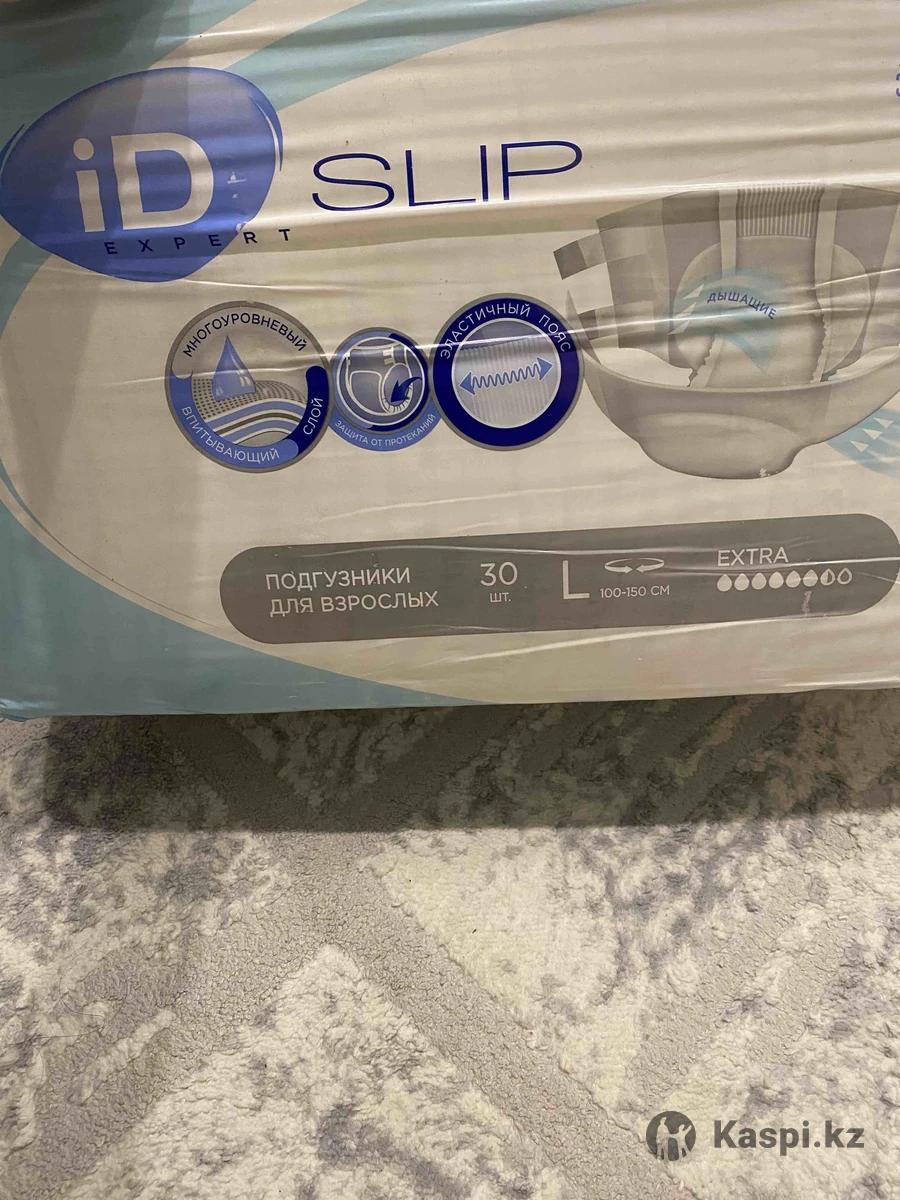 iD
EXPERT
SLIP
МНОГОУРОВНЕВЫЙ
ВПИТЫВАЮЩИЙ СЛОЙ
ЗАЩИТА ОТ ПРОТЕКАНИЙ
ЭЛАСТИЧНЫЙ ПОЯС
ДЫШАЩИЕ
ПОДГУЗНИКИ
ДЛЯ ВЗРОСЛЫХ
30
ШТ.
L
100-150 СМ
EXTRA
Kaspi.kz